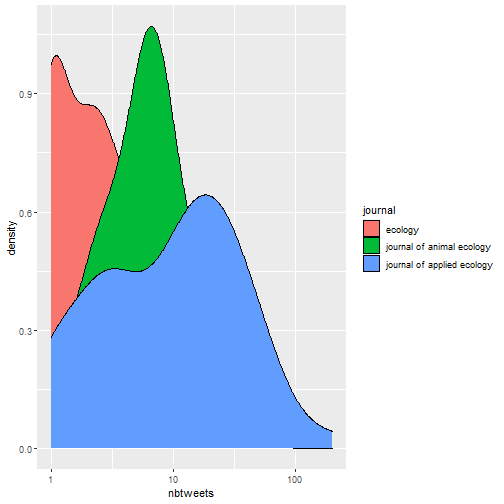 0.9
0.6
0.3
0.0
density
1
10
100
nbtweets
journal
ecology
journal of animal ecology
journal of applied ecology